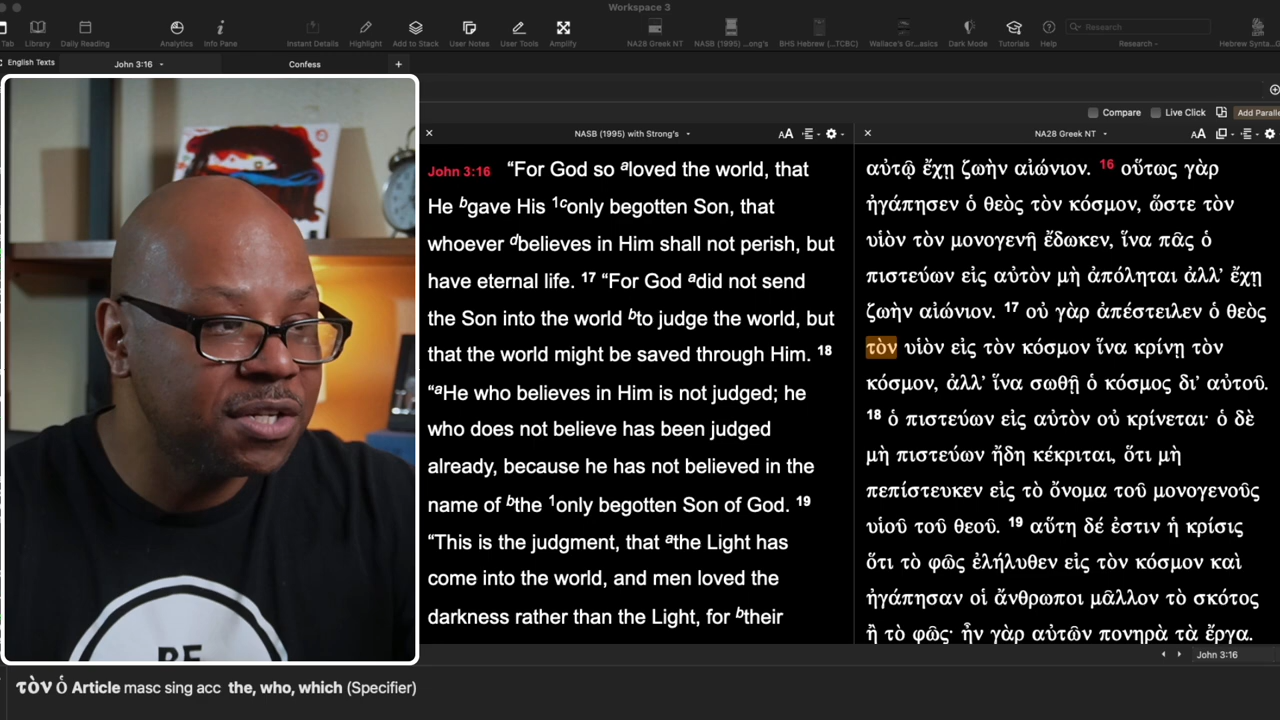 Workspace 3
Tab Library Daily Reading Analytics Info Pane Instant Details Highlight Add to Stack User Notes User Tools Amplify NA28 Greek NT NASB (1995) ...ong's BHS Hebrew (...TCBC) Wallace's Gr...asics Dark Mode Tutorials Help Research Research Hebrew Synta...
English Texts John 3:16 Confess +
Compare Live Click Add Paralle
NASB (1995) with Strong's AA
John 3:16 “For God so aloved the world, that
He bgave His 1conly begotten Son, that
whoever dbelieves in Him shall not perish, but
have eternal life. 17 “For God adid not send
the Son into the world bto judge the world, but
that the world might be saved through Him. 18
“aHe who believes in Him is not judged; he
who does not believe has been judged
already, because he has not believed in the
name of bthe 1only begotten Son of God. 19
“This is the judgment, that athe Light has
come into the world, and men loved the
darkness rather than the Light, for btheir
NA28 Greek NT AA
αὐτῷ ἔχῃ ζωὴν αἰώνιον. 16 οὕτως γὰρ
ἠγάπησεν ὁ θεὸς τὸν κόσμον, ὥστε τὸν
υἱὸν τὸν μονογενῆ ἔδωκεν, ἵνα πᾶς ὁ
πιστεύων εἰς αὐτὸν μὴ ἀπόληται ἀλλ’ ἔχῃ
ζωὴν αἰώνιον. 17 οὐ γὰρ ἀπέστειλεν ὁ θεὸς
τὸν υἱὸν εἰς τὸν κόσμον ἵνα κρίνῃ τὸν
κόσμον, ἀλλ’ ἵνα σωθῇ ὁ κόσμος δι’ αὐτοῦ.
18 ὁ πιστεύων εἰς αὐτὸν οὐ κρίνεται· ὁ δὲ
μὴ πιστεύων ἤδη κέκριται, ὅτι μὴ
πεπίστευκεν εἰς τὸ ὄνομα τοῦ μονογενοῦς
υἱοῦ τοῦ θεοῦ. 19 αὕτη δέ ἐστιν ἡ κρίσις
ὅτι τὸ φῶς ἐλήλυθεν εἰς τὸν κόσμον καὶ
ἠγάπησαν οἱ ἄνθρωποι μᾶλλον τὸ σκότος
ἢ τὸ φῶς· ἦν γὰρ αὐτῶν πονηρὰ τὰ ἔργα.
John 3:16
BE
τὸν ὁ Article masc sing acc the, who, which (Specifier)